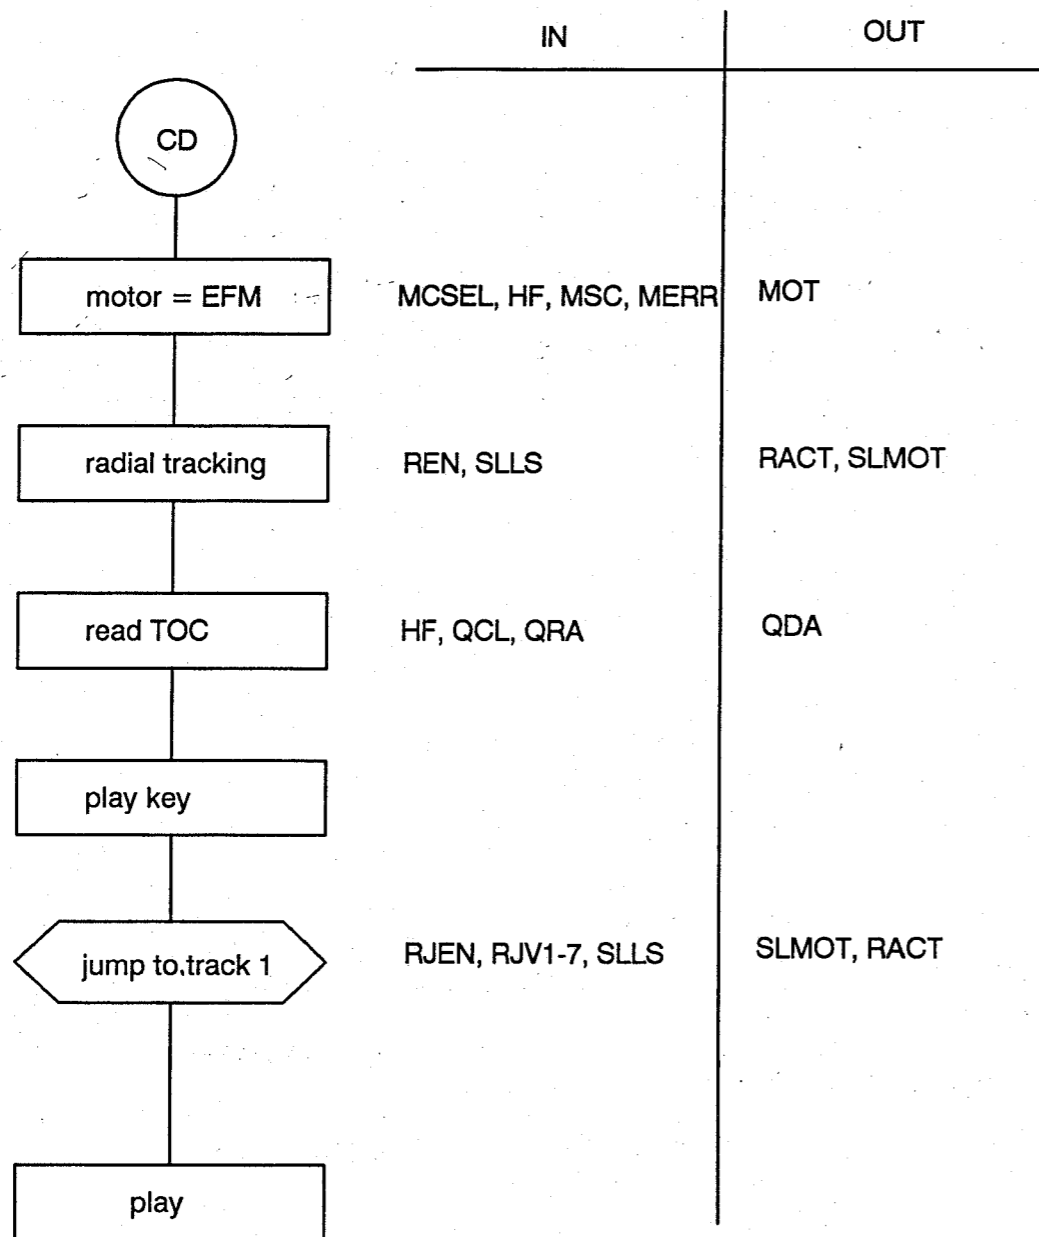 IN OUT
CD
motor = EFM MCSEL, HF, MSC, MERR MOT
radial tracking REN, SLLS RACT, SLMOT
read TOC HF, QCL, QRA QDA
play key
jump to.track 1 RJEN, RJV1-7, SLLS SLMOT, RACT
play